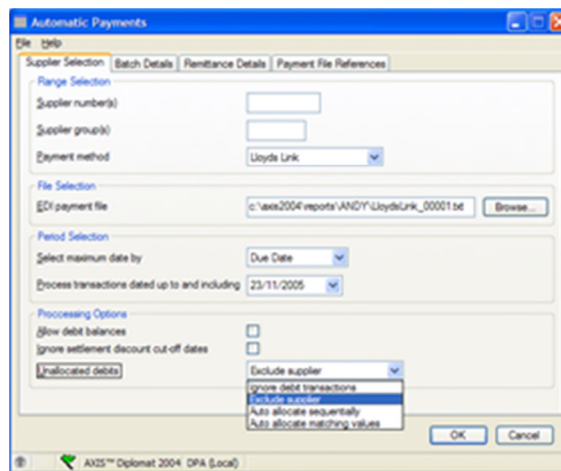 Automatic Payments
File Help
Supplier Selection Batch Details Remittance Details Payment File References
Range Selection
Supplier number(s)
Supplier group(s)
Payment method Lloyds Link
File Selection
EDI payment file c:\axis2004\reports\ANDY\LloydsLink_00001.txt Browse...
Period Selection
Select maximum date by Due Date
Process transactions dated up to and including 23/11/2005
Proccessing Options
Allow debt balances
Ignore settlement discount cut-off dates
Unallocated debits Exclude supplier
Ignore debt transactions
Exclude supplier
Auto allocate sequentially
Auto allocate matching values
OK Cancel
AXIS™ Diplomat 2004 DPA (Local)